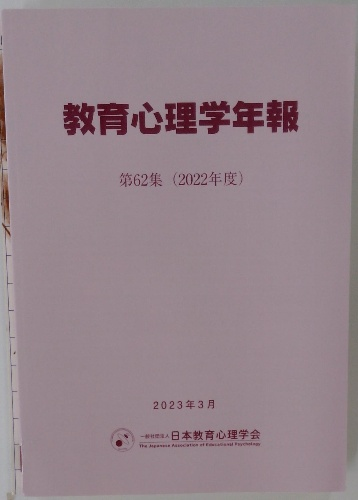 教育心理学年報
第62集（2022年度）
2023年3月
一般社団法人 日本教育心理学会
The Japanese Association of Educational Psychology